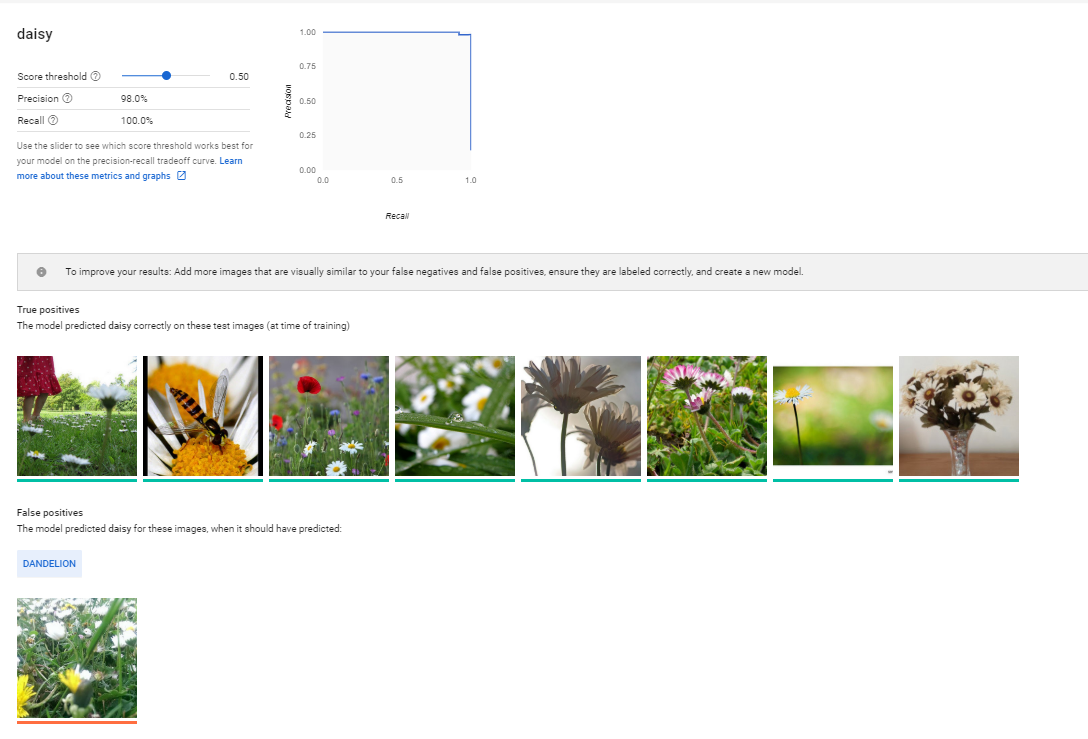 daisy
Score threshold
0.50
Precision
98.0%
Recall
100.0%
Use the slider to see which score threshold works best for
your model on the precision-recall tradeoff curve. Learn
more about these metrics and graphs
1.00
0.75
0.50
0.25
0.00
Precision
0.0
0.5
1.0
Recall
To improve your results: Add more images that are visually similar to your false negatives and false positives, ensure they are labeled correctly, and create a new model.
True positives
The model predicted daisy correctly on these test images (at time of training)
False positives
The model predicted daisy for these images, when it should have predicted:
DANDELION